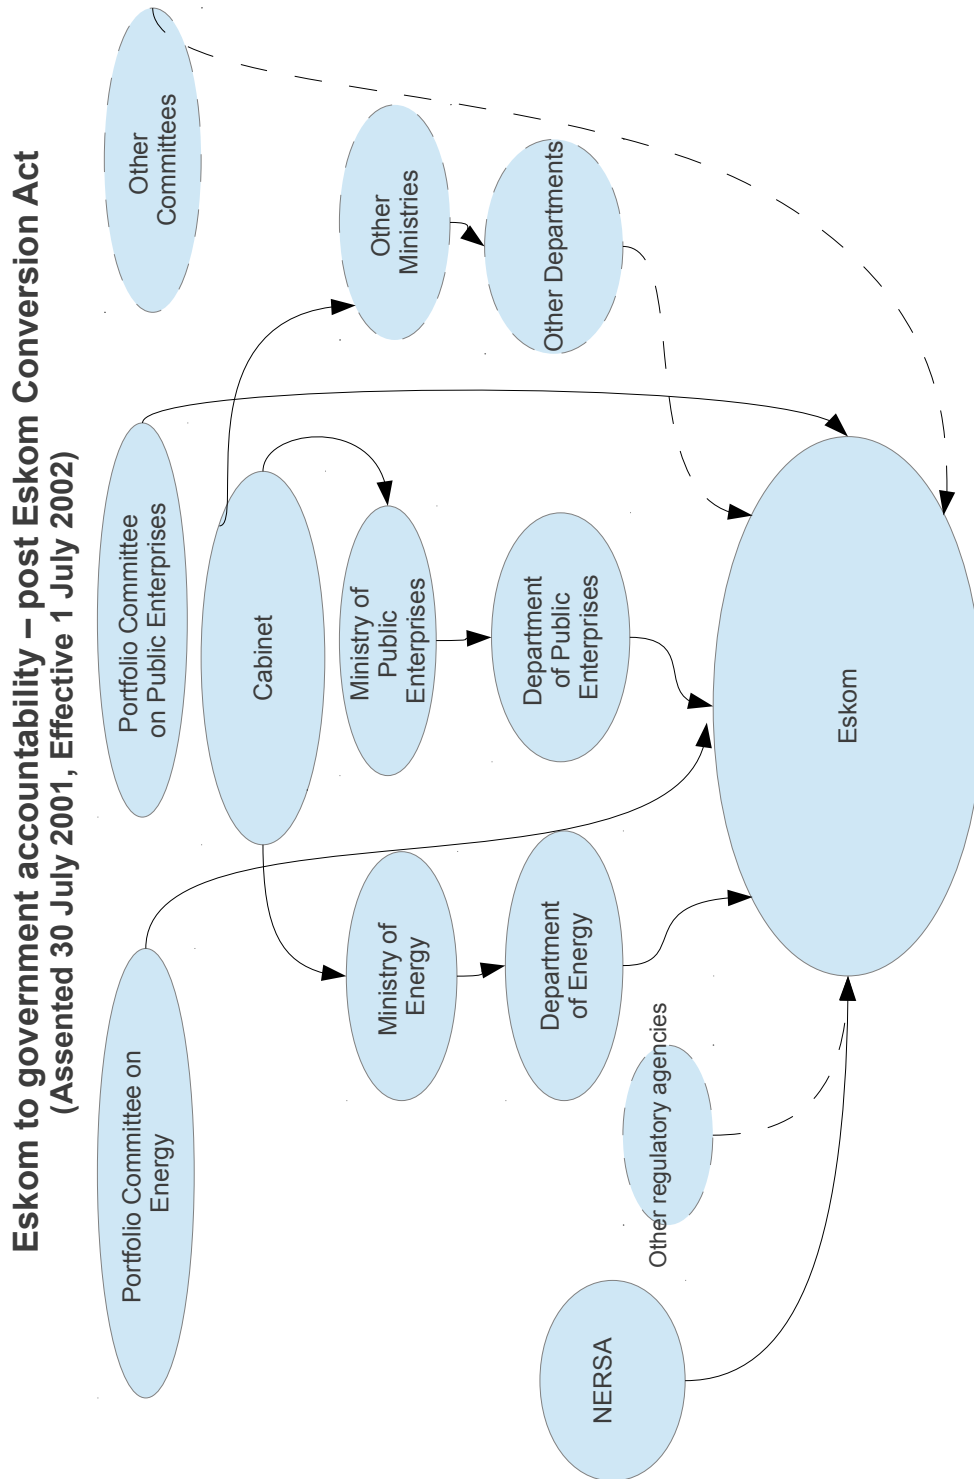 Eskom to government accountability – post Eskom Conversion Act
(Assented 30 July 2001, Effective 1 July 2002)
Portfolio Committee on
Energy
Portfolio Committee
on Public Enterprises
Other
Committees
Cabinet
Ministry of
Energy
Ministry of
Public
Enterprises
Other
Ministries
Department
of Energy
Department
of Public
Enterprises
Other Departments
NERSA
Other regulatory agencies
Eskom